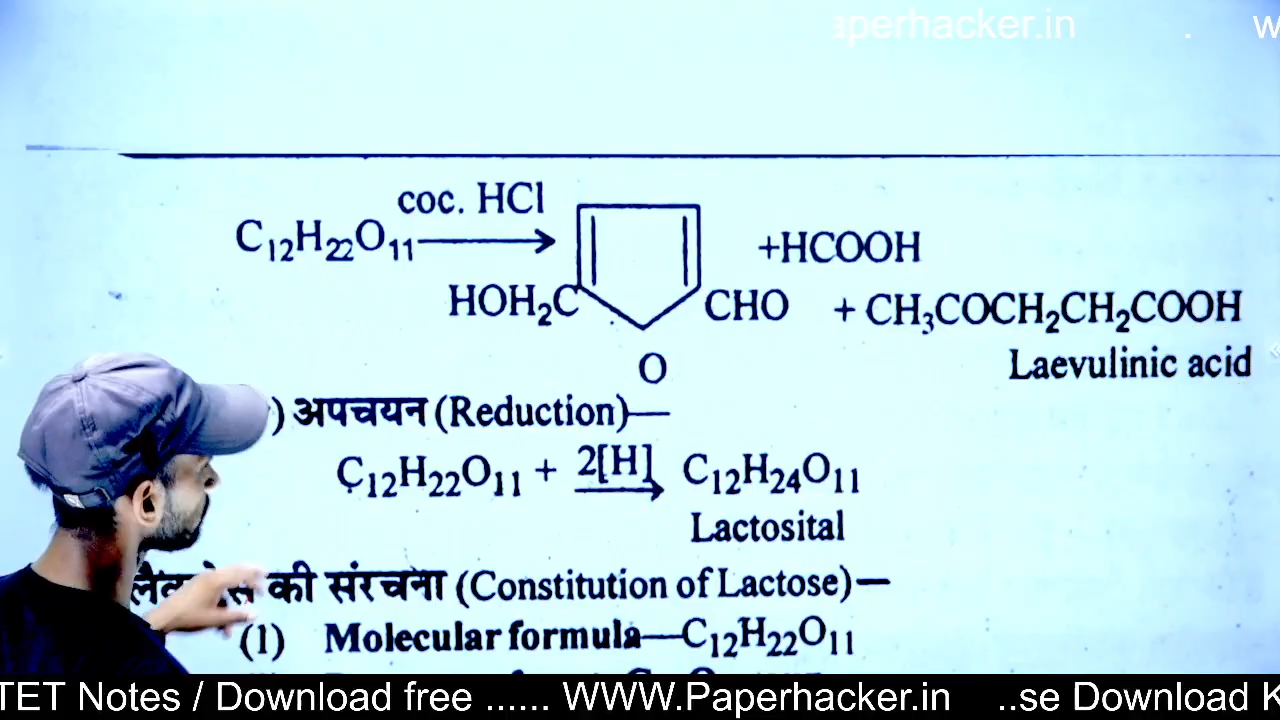 aperhacker.in . w
coc. HCl
C₁₂H₂₂O₁₁ +HCOOH
HOH₂C CHO + CH₃COCH₂CH₂COOH
O Laevulinic acid
) अपचयन (Reduction)—
C₁₂H₂₂O₁₁ + 2[H] C₁₂H₂₄O₁₁
Lactosital
की संरचना (Constitution of Lactose)—
(1) Molecular formula—C₁₂H₂₂O₁₁
TET Notes / Download free ...... WWW.Paperhacker.in ..se Download K